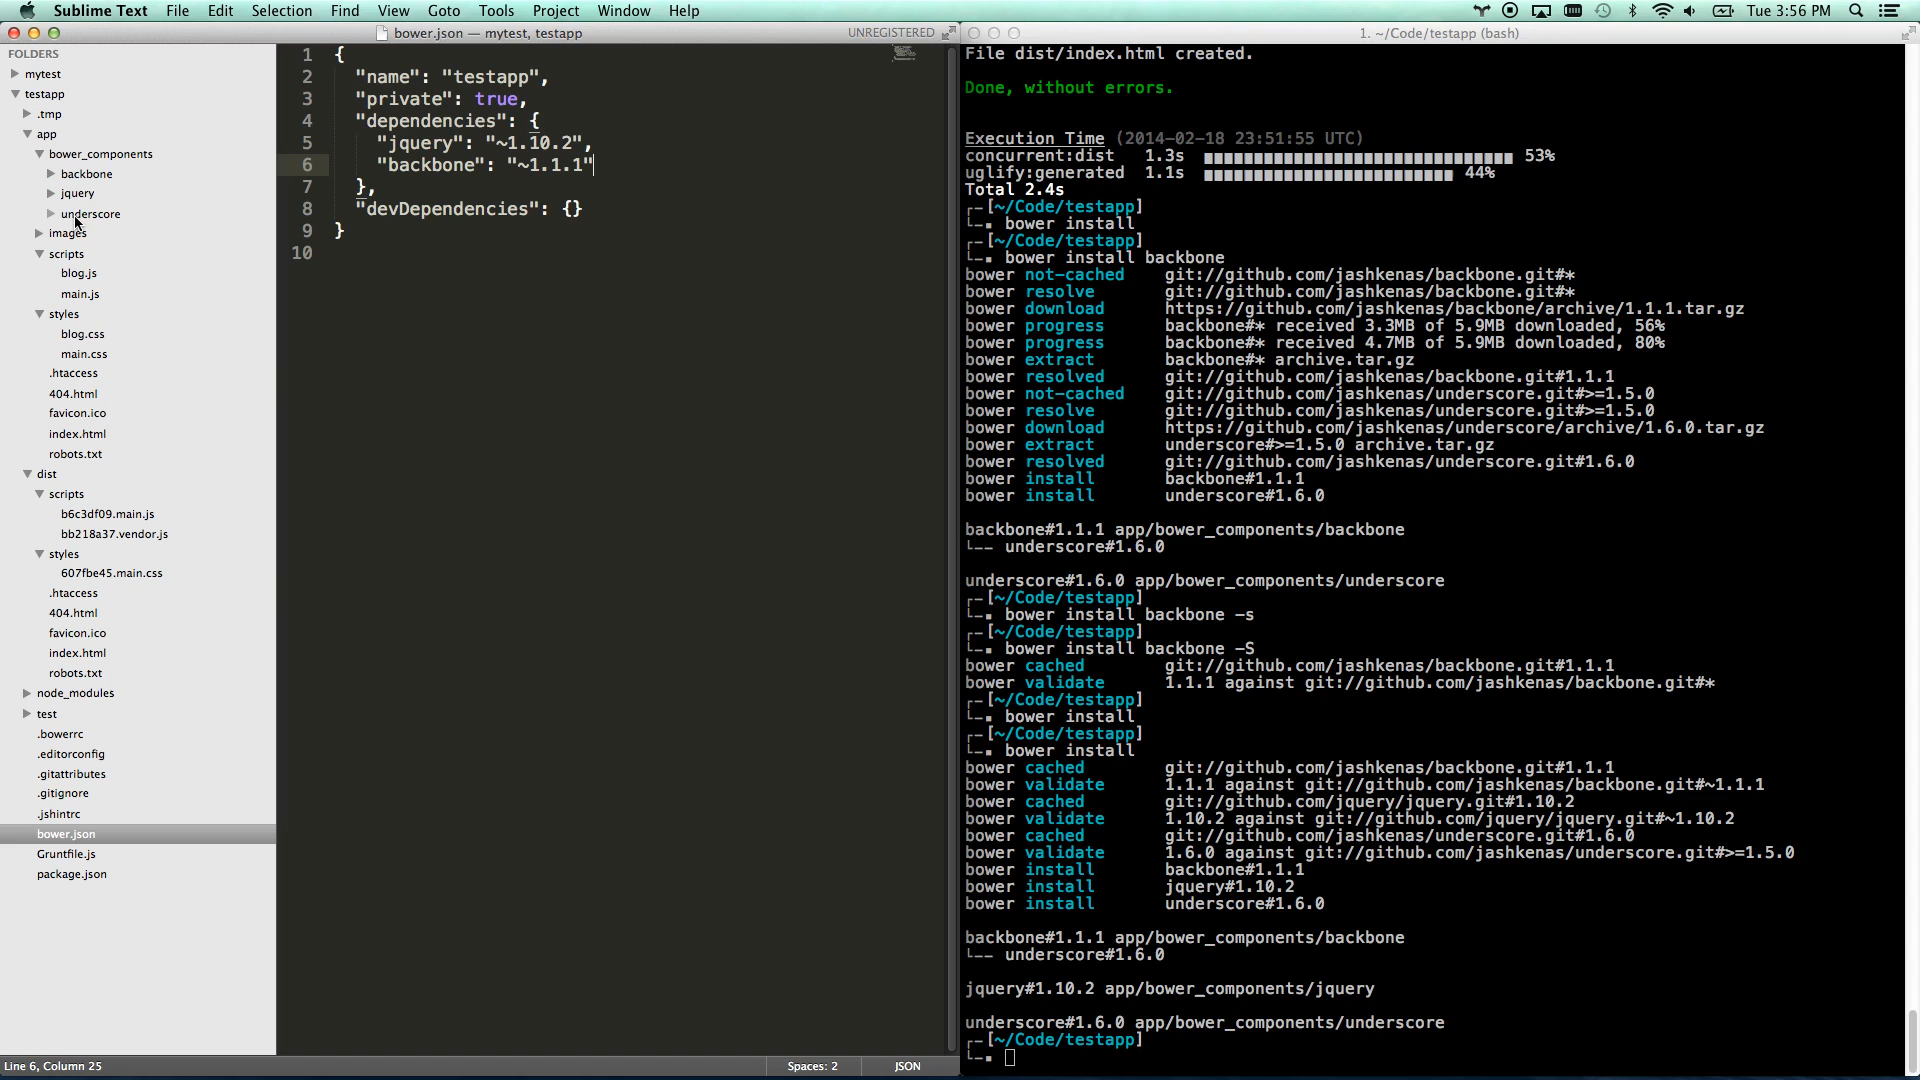 Sublime Text File Edit Selection Find View Goto Tools Project Window Help
Tue 3:56 PM
bower.json — mytest, testapp
UNREGISTERED
1. ~/Code/testapp (bash)
FOLDERS
mytest
testapp
.tmp
app
bower_components
backbone
jquery
underscore
images
scripts
blog.js
main.js
styles
blog.css
main.css
.htaccess
404.html
favicon.ico
index.html
robots.txt
dist
scripts
b6c3df09.main.js
bb218a37.vendor.js
styles
607fbe45.main.css
.htaccess
404.html
favicon.ico
index.html
robots.txt
node_modules
test
.bowerrc
.editorconfig
.gitattributes
.gitignore
.jshintrc
bower.json
Gruntfile.js
package.json
1 {
2 "name": "testapp",
3 "private": true,
4 "dependencies": {
5 "jquery": "~1.10.2",
6 "backbone": "~1.1.1"
7 },
8 "devDependencies": {}
9 }
10
File dist/index.html created.
Done, without errors.
Execution Time (2014-02-18 23:51:55 UTC)
concurrent:dist 1.3s 53%
uglify:generated 1.1s 44%
Total 2.4s
[~/Code/testapp]
bower install
[~/Code/testapp]
bower install backbone
bower not-cached git://github.com/jashkenas/backbone.git#*
bower resolve git://github.com/jashkenas/backbone.git#*
bower download https://github.com/jashkenas/backbone/archive/1.1.1.tar.gz
bower progress backbone#* received 3.3MB of 5.9MB downloaded, 56%
bower progress backbone#* received 4.7MB of 5.9MB downloaded, 80%
bower extract backbone#* archive.tar.gz
bower resolved git://github.com/jashkenas/backbone.git#1.1.1
bower not-cached git://github.com/jashkenas/underscore.git#>=1.5.0
bower resolve git://github.com/jashkenas/underscore.git#>=1.5.0
bower download https://github.com/jashkenas/underscore/archive/1.6.0.tar.gz
bower extract underscore#>=1.5.0 archive.tar.gz
bower resolved git://github.com/jashkenas/underscore.git#1.6.0
bower install backbone#1.1.1
bower install underscore#1.6.0
backbone#1.1.1 app/bower_components/backbone
└── underscore#1.6.0
underscore#1.6.0 app/bower_components/underscore
[~/Code/testapp]
bower install backbone -s
[~/Code/testapp]
bower install backbone -S
bower cached git://github.com/jashkenas/backbone.git#1.1.1
bower validate 1.1.1 against git://github.com/jashkenas/backbone.git#*
[~/Code/testapp]
bower install
[~/Code/testapp]
bower install
bower cached git://github.com/jashkenas/backbone.git#1.1.1
bower validate 1.1.1 against git://github.com/jashkenas/backbone.git#~1.1.1
bower cached git://github.com/jquery/jquery.git#1.10.2
bower validate 1.10.2 against git://github.com/jquery/jquery.git#~1.10.2
bower cached git://github.com/jashkenas/underscore.git#1.6.0
bower validate 1.6.0 against git://github.com/jashkenas/underscore.git#>=1.5.0
bower install backbone#1.1.1
bower install jquery#1.10.2
bower install underscore#1.6.0
backbone#1.1.1 app/bower_components/backbone
└── underscore#1.6.0
jquery#1.10.2 app/bower_components/jquery
underscore#1.6.0 app/bower_components/underscore
[~/Code/testapp]
Line 6, Column 25
Spaces: 2
JSON